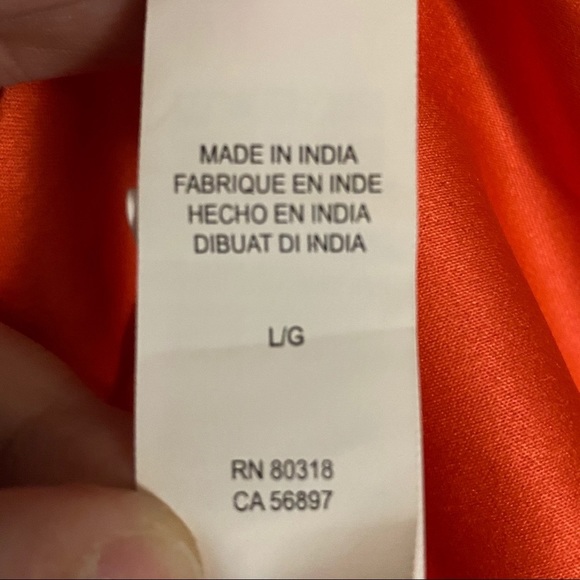 MADE IN INDIA
FABRIQUE EN INDE
HECHO EN INDIA
DIBUAT DI INDIA
L/G
RN 80318
CA 56897